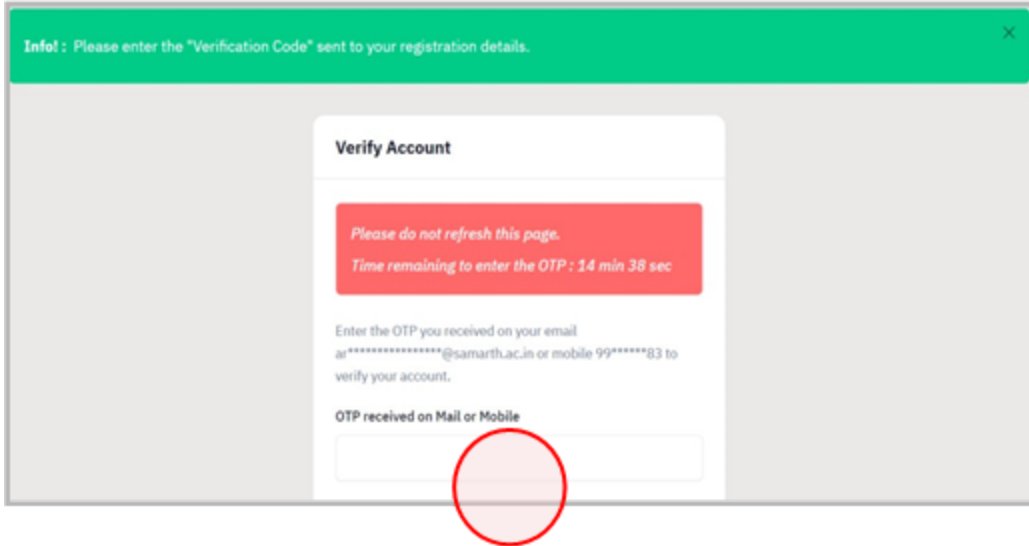 Info! : Please enter the "Verification Code" sent to your registration details.
Verify Account
Please do not refresh this page.
Time remaining to enter the OTP : 14 min 38 sec
Enter the OTP you received on your email
ar****************@samarth.ac.in or mobile 99******83 to
verify your account.
OTP received on Mail or Mobile